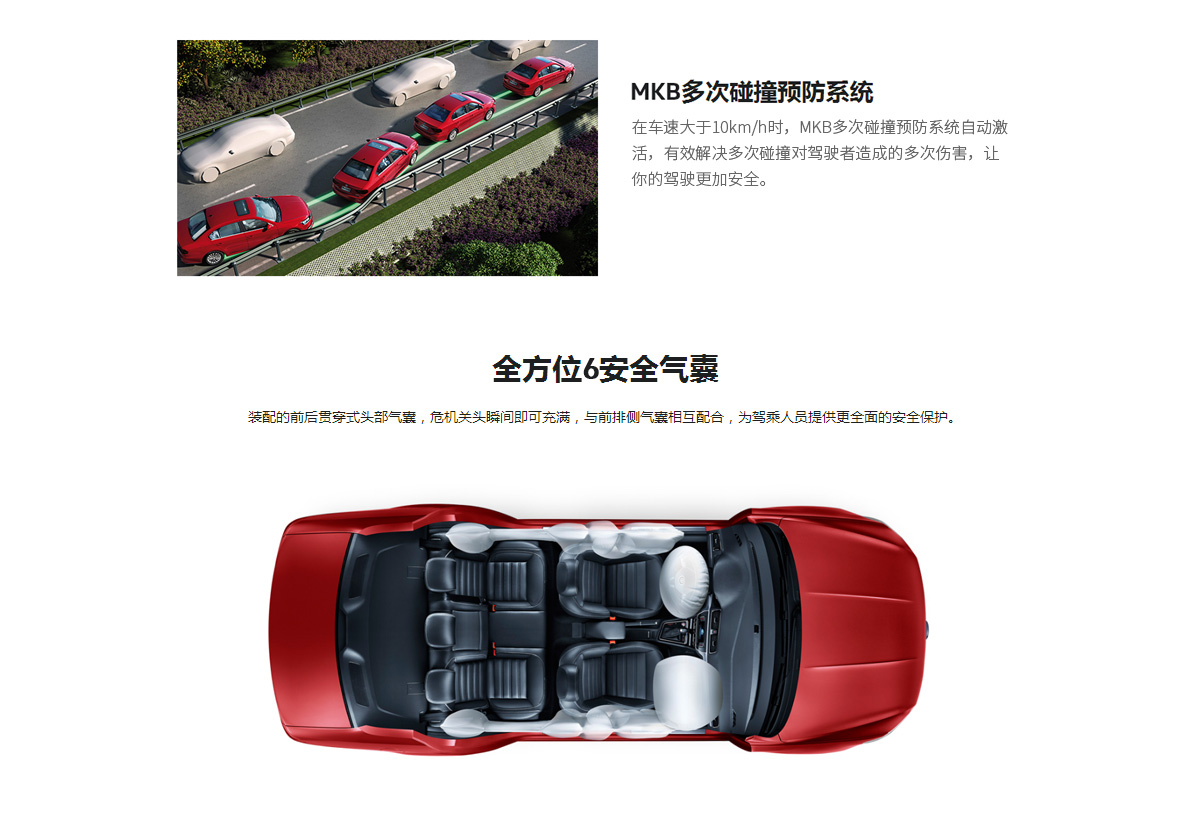 MKB多次碰撞预防系统
在车速大于10km/h时，MKB多次碰撞预防系统自动激
活，有效解决多次碰撞对驾驶者造成的多次伤害，让
你的驾驶更加安全。
全方位6安全气囊
装配的前后贯穿式头部气囊，危机关头瞬间即可充满，与前排侧气囊相互配合，为驾乘人员提供更全面的安全保护。